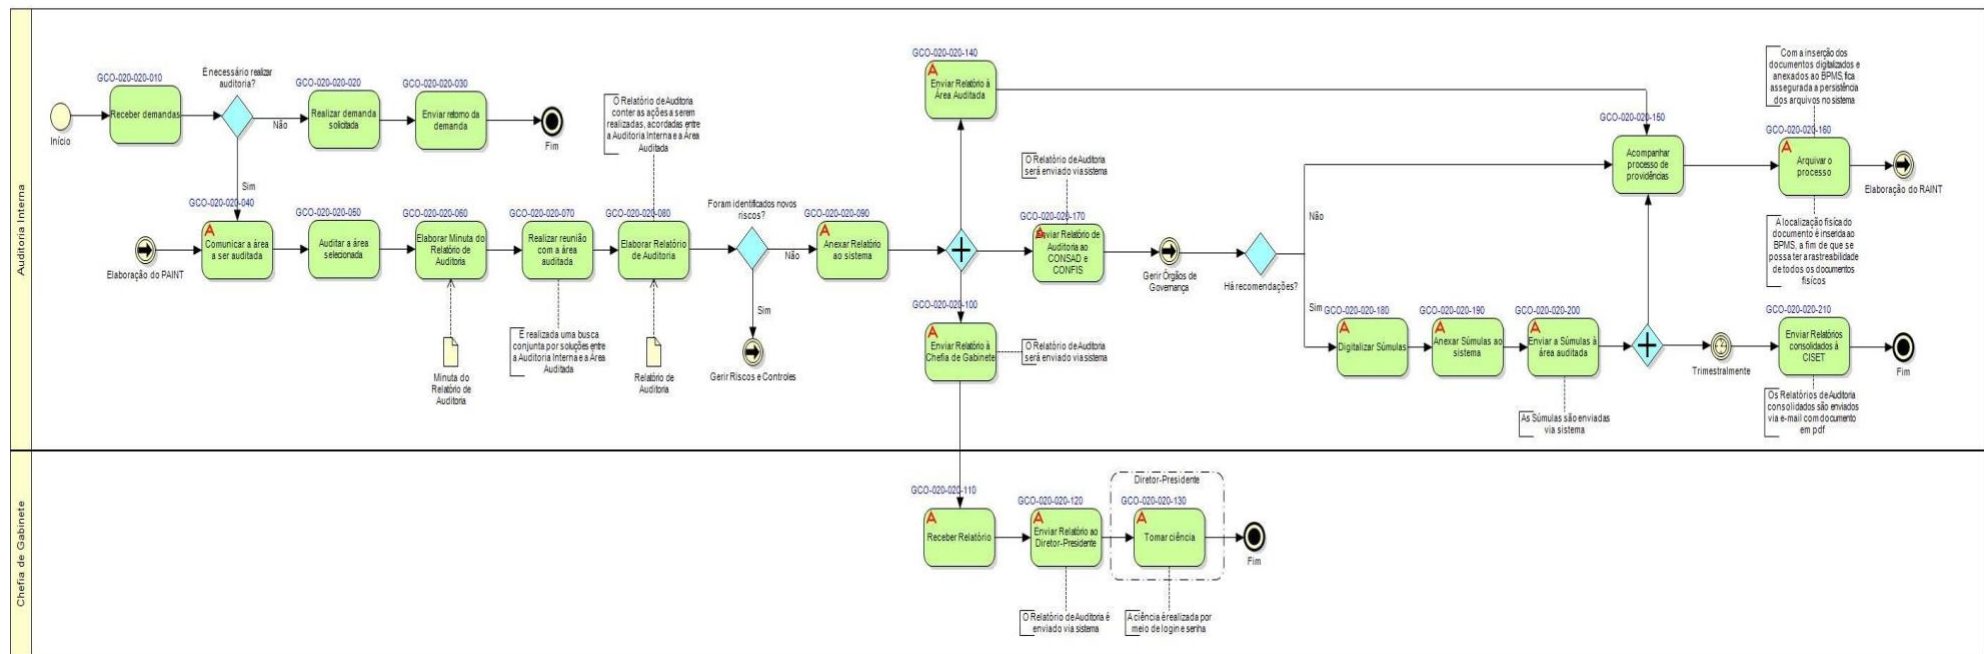 Auditoria Interna
Início
GCO-020-020-010
Receber demandas
É necessário realizar
auditoria?
Não
Sim
GCO-020-020-020
Realizar demanda
solicitada
GCO-020-020-030
Enviar retorno da
demanda
Fim
Elaboração do PAINT
GCO-020-020-040
Comunicar a área
a ser auditada
GCO-020-020-050
Auditar a área
selecionada
GCO-020-020-060
Elaborar Minuta do
Relatório de
Auditoria
Minuta do
Relatório de
Auditoria
GCO-020-020-070
Realizar reunião
com a área
auditada
É realizada uma busca
conjunta por soluções entre
a Auditoria Interna e a Área
Auditada
O Relatório de Auditoria
conter as ações a serem
realizadas, acordadas entre
a Auditoria Interna e a Área
Auditada
GCO-020-020-080
Elaborar Relatório
de Auditoria
Relatório de
Auditoria
Foram identificados novos
riscos?
Não
Sim
Gerir Riscos e Controles
GCO-020-020-090
Anexar Relatório
ao sistema
GCO-020-020-140
Enviar Relatório à
Área Auditada
O Relatório de Auditoria
será enviado via sistema
GCO-020-020-170
Enviar Relatório de
Auditoria ao
CONSAD e
CONFIS
Gerir Órgãos de
Governança
GCO-020-020-100
Enviar Relatório à
Chefia de Gabinete
O Relatório de Auditoria
será enviado via sistema
Há recomendações?
Não
Sim
GCO-020-020-180
Digitalizar Súmulas
GCO-020-020-190
Anexar Súmulas ao
sistema
GCO-020-020-200
Enviar a Súmulas à
área auditada
As Súmulas são enviadas
via sistema
GCO-020-020-150
Acompanhar
processo de
providências
Com a inserção dos
documentos digitalizados e
anexados ao BPMS, fica
assegurada a persistência
dos arquivos no sistema
GCO-020-020-160
Arquivar o
processo
Elaboração do RAINT
A localização física do
documento é inserida ao
BPMS, a fim de que se
possa ter a rastreabilidade
de todos os documentos
físicos
Trimestralmente
GCO-020-020-210
Enviar Relatórios
consolidados à
CISET
Fim
Os Relatórios de Auditoria
consolidados são enviados
via e-mail com documento
em pdf
Chefia de Gabinete
GCO-020-020-110
Receber Relatório
GCO-020-020-120
Enviar Relatório ao
Diretor-Presidente
O Relatório de Auditoria é
enviado via sistema
Diretor-Presidente
GCO-020-020-130
Tomar ciência
A ciência é realizada por
meio de login e senha
Fim